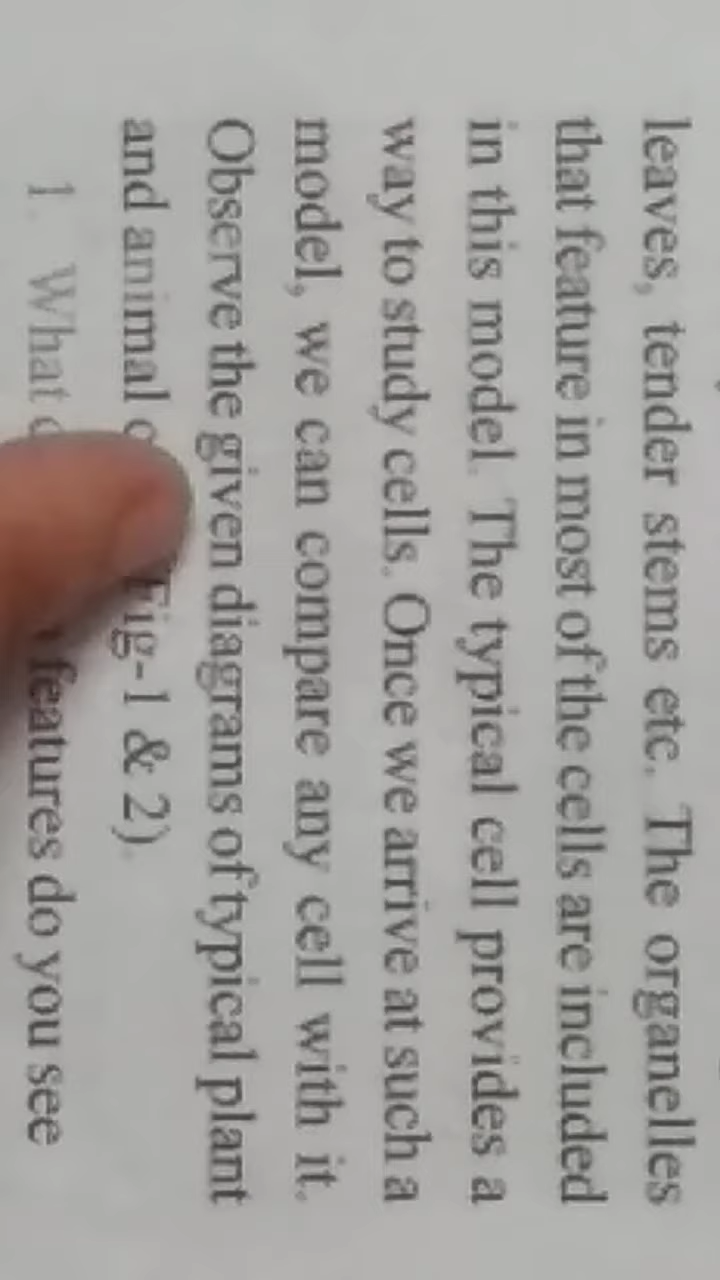 leaves, tender stems etc. The organelles
that feature in most of the cells are included
in this model. The typical cell provides a
way to study cells. Once we arrive at such a
model, we can compare any cell with it.
Observe the given diagrams of typical plant
and animal Fig-1 & 2).
1. What features do you see